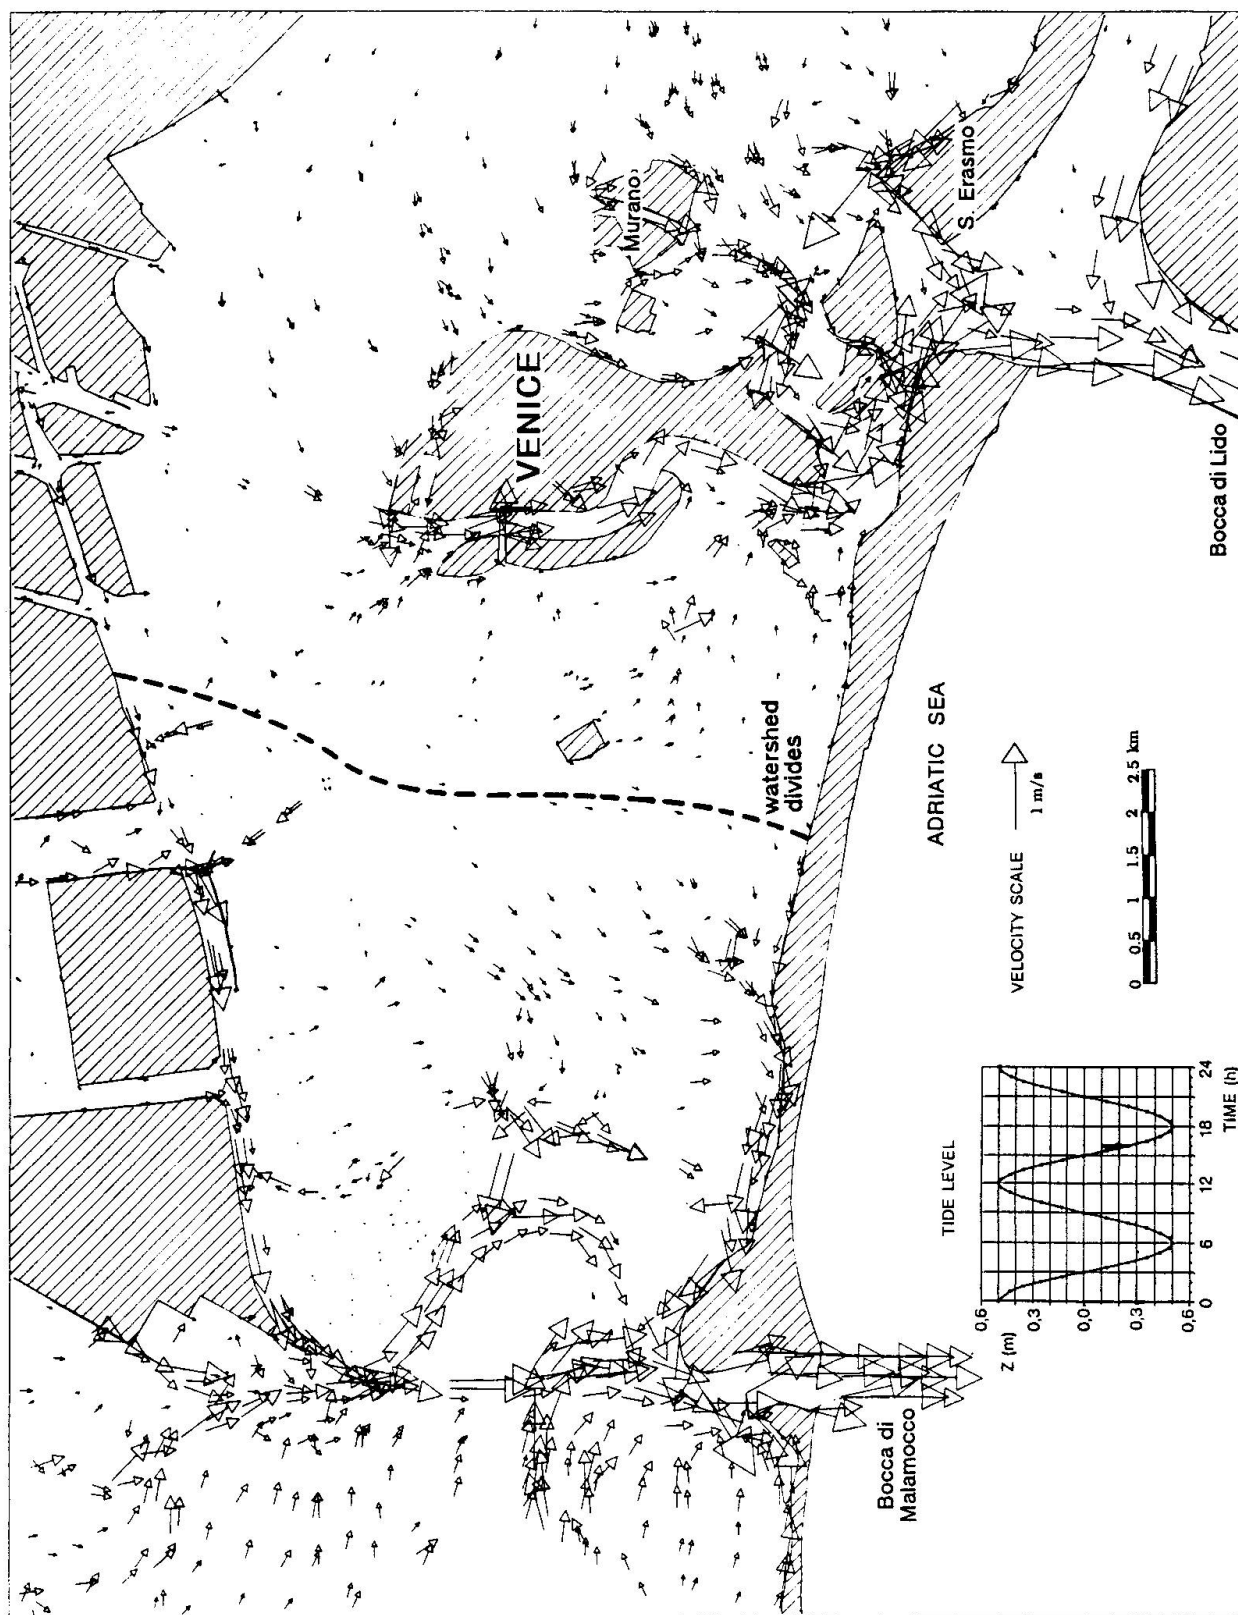 Murano
S. Erasmo
VENICE
Bocca di Lido
watershed
divides
ADRIATIC SEA
VELOCITY SCALE
1 m/s
0 0.5 1 1.5 2 2.5 km
Bocca di
Malamocco
TIDE LEVEL
Z (m)
0,6
0,3
0,0
0,3
0,6
0 6 12 18 24
TIME (h)